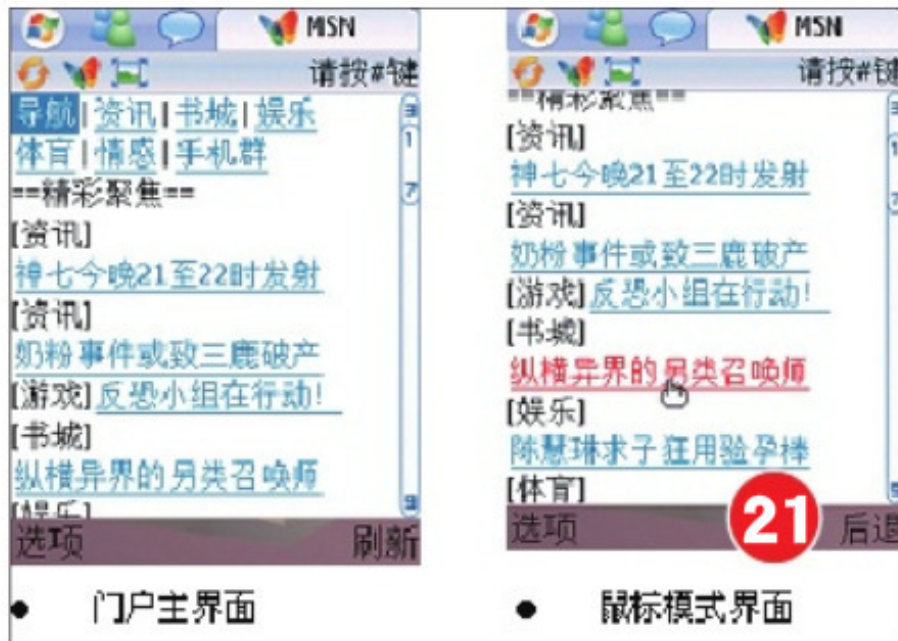 MSN
请按#键
导航|资讯|书城|娱乐
体育|情感|手机群
==精彩聚焦==
[资讯]
神七今晚21至22时发射
[资讯]
奶粉事件或致三鹿破产
[游戏]反恐小组在行动!
[书城]
纵横异界的另类召唤师
[娱乐]
选项 刷新
● 门户主界面
MSN
请按#键
==精彩聚焦==
[资讯]
神七今晚21至22时发射
[资讯]
奶粉事件或致三鹿破产
[游戏]反恐小组在行动!
[书城]
纵横异界的另类召唤师
[娱乐]
陈慧琳求子狂用验孕棒
[体育]
选项 后退
21
● 鼠标模式界面